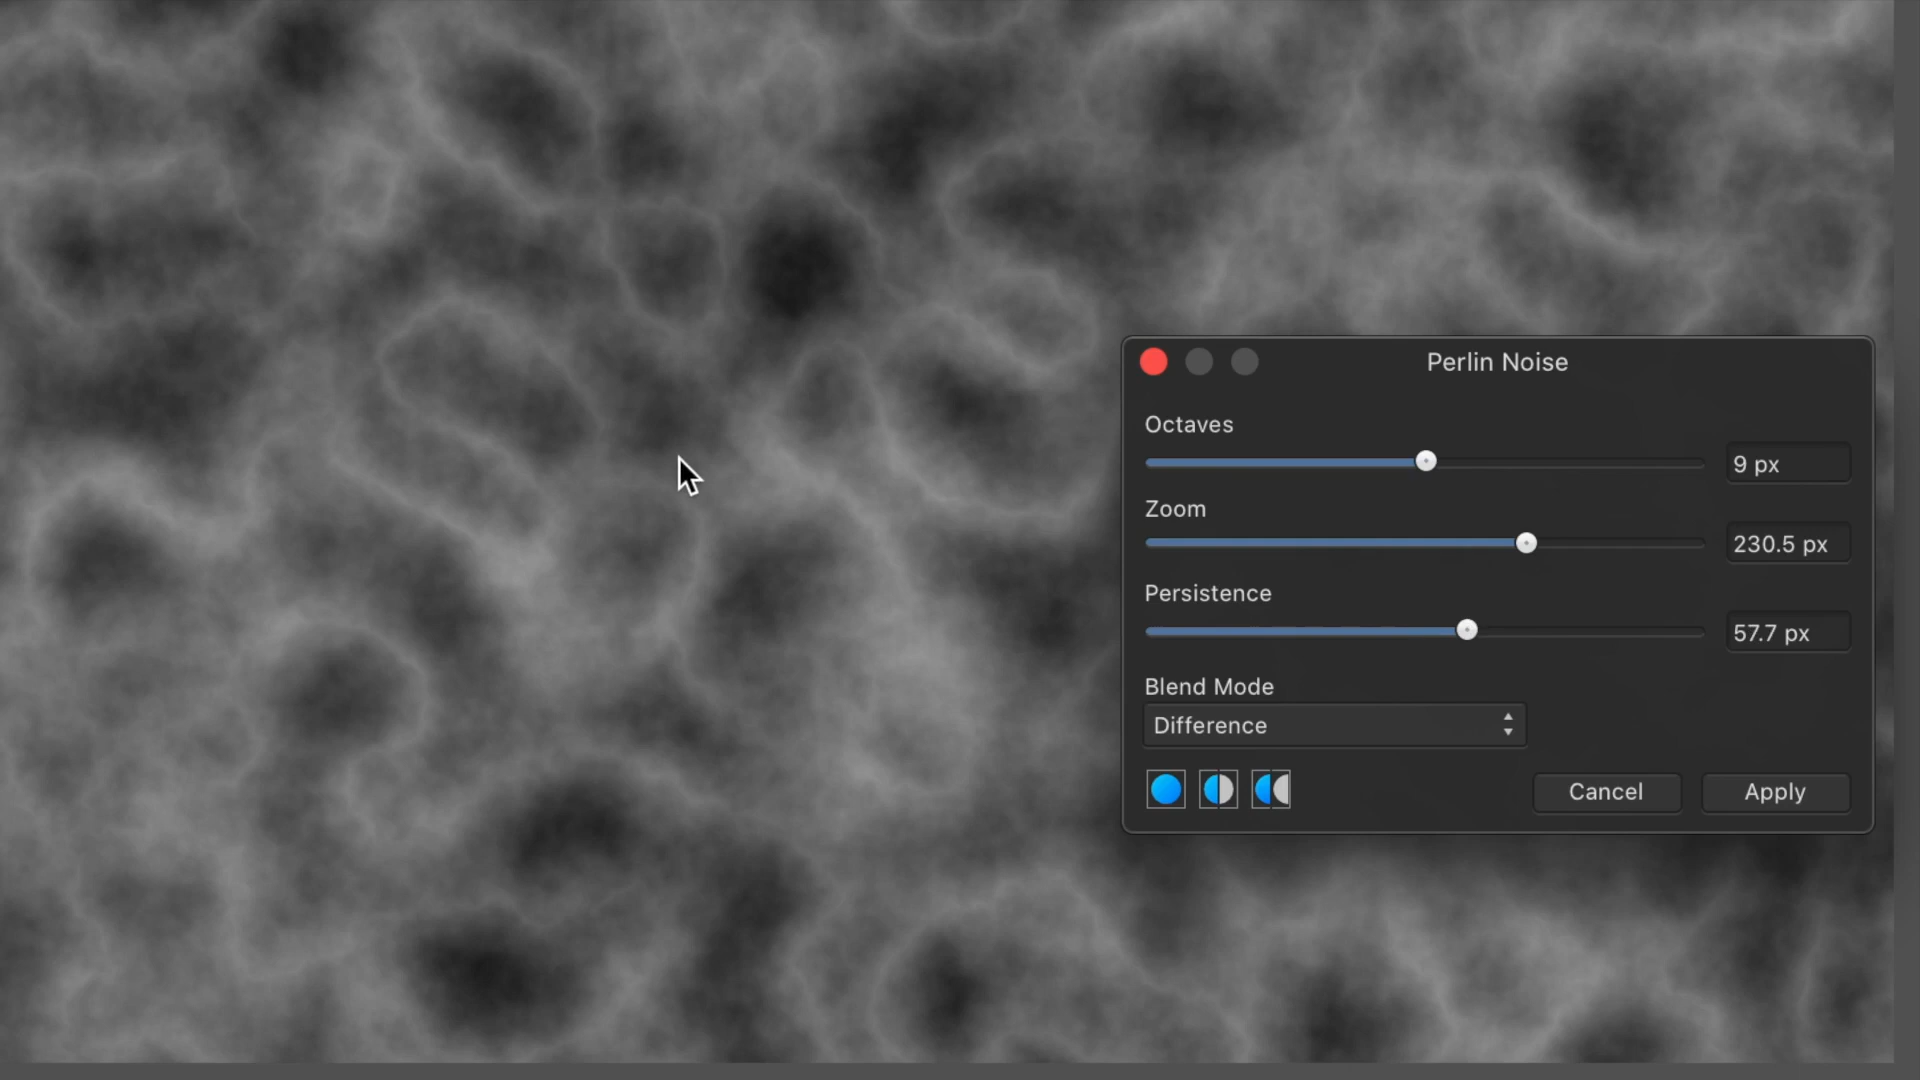 Perlin Noise
Octaves
9 px
Zoom
230.5 px
Persistence
57.7 px
Blend Mode
Difference
Cancel
Apply